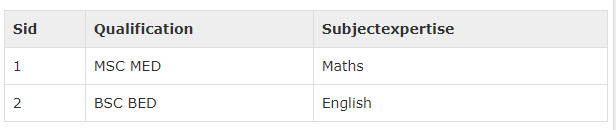 Sid Qualification Subjectexpertise
1 MSC MED Maths
2 BSC BED English